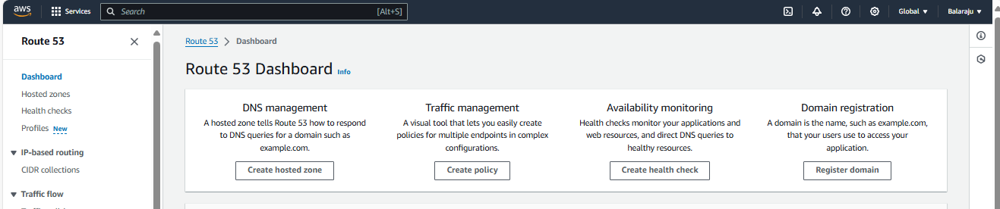 aws
Services
Search
[Alt+S]
Global
Balaraju
Route 53
Dashboard
Hosted zones
Health checks
Profiles New
IP-based routing
CIDR collections
Traffic flow
Route 53 > Dashboard
Route 53 Dashboard Info
DNS management
A hosted zone tells Route 53 how to respond
to DNS queries for a domain such as
example.com.
Create hosted zone
Traffic management
A visual tool that lets you easily create
policies for multiple endpoints in complex
configurations.
Create policy
Availability monitoring
Health checks monitor your applications and
web resources, and direct DNS queries to
healthy resources.
Create health check
Domain registration
A domain is the name, such as example.com,
that your users use to access your
application.
Register domain